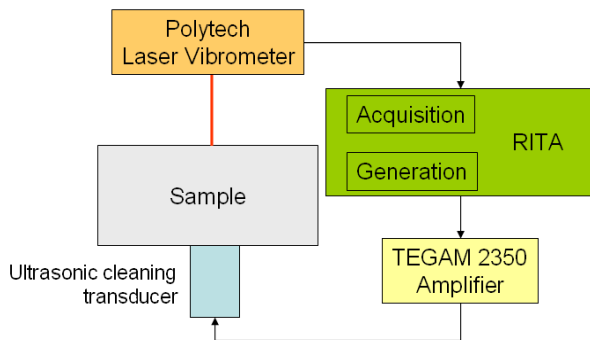 Polytech
Laser Vibrometer
Acquisition
RITA
Generation
Sample
TEGAM 2350
Amplifier
Ultrasonic cleaning
transducer